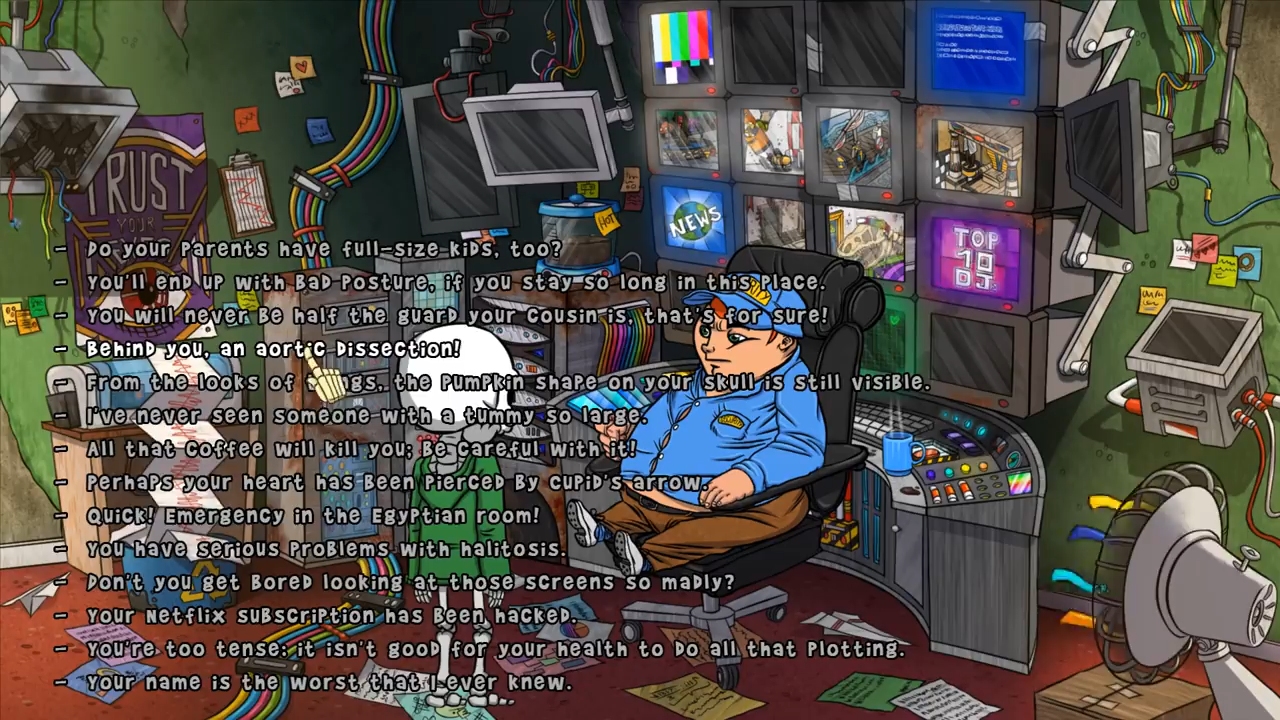 TRUST
YOUR
HOT
NEWS
TOP
10
DJ.
- Do your Parents have full-size kids, too?
- You'll end up with Bad Posture, if you stay so long in this Place.
- You will never Be half the guard your Cousin is, that's for sure!
- Behind you, an aortic Dissection!
- From the looks of things, the Pumpkin shape on your skull is still visible.
- I've never seen someone with a tummy so large.
- All that Coffee will kill you; Be Careful with it!
- Perhaps your heart has Been Pierced By Cupid's arrow.
- Quick! Emergency in the Egyptian room!
- You have serious Problems with halitosis.
- Don't you get Bored looking at those screens so madly?
- Your Netflix subscription has Been hacked.
- You're too tense; it isn't good for your health to do all that Plotting.
- Your name is the worst that I ever knew.